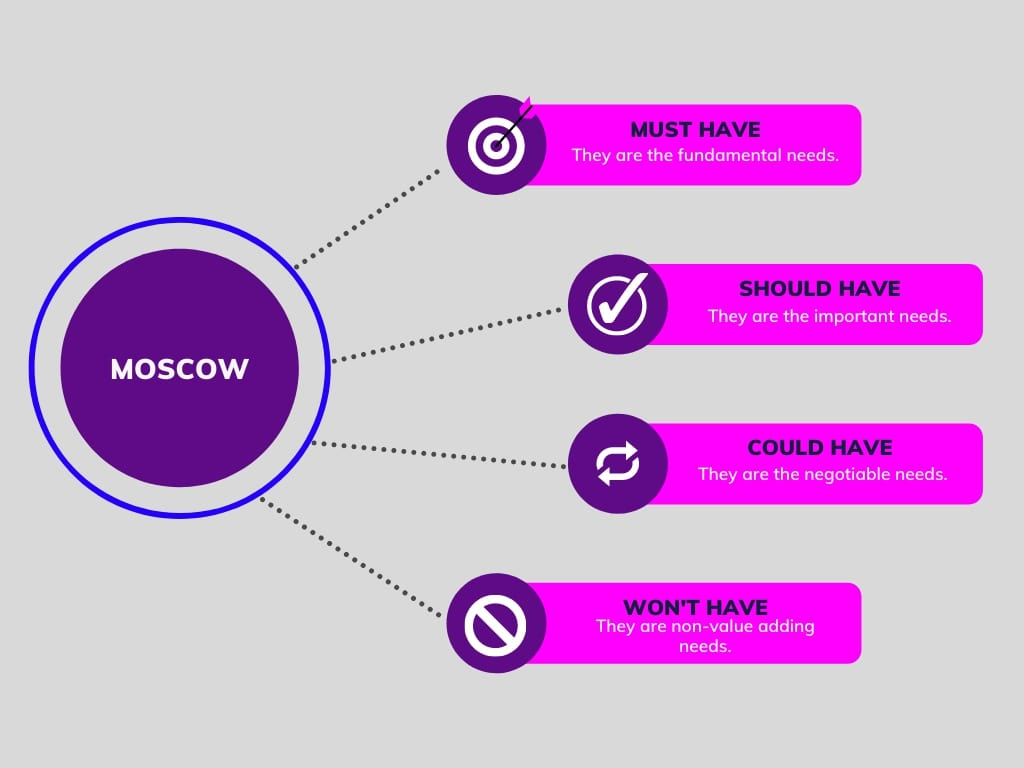 MOSCOW
MUST HAVE
They are the fundamental needs.
SHOULD HAVE
They are the important needs.
COULD HAVE
They are the negotiable needs.
WON'T HAVE
They are non-value adding
needs.